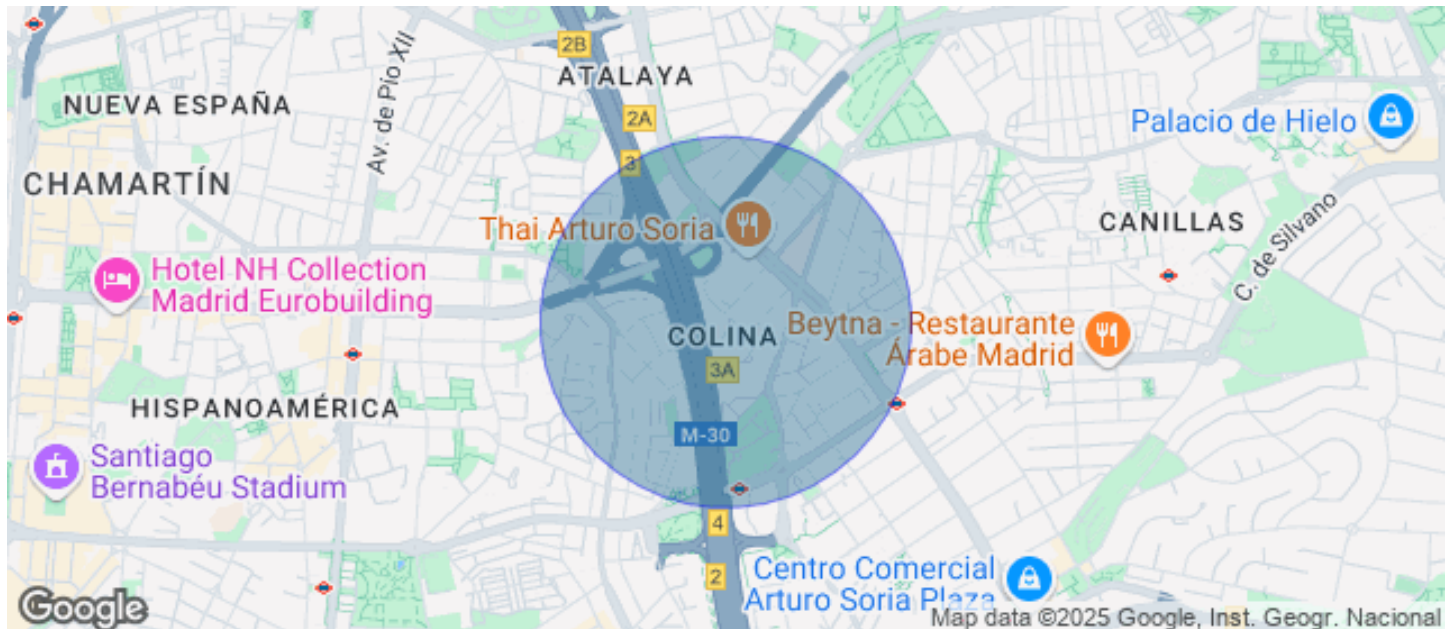 2B
ATALAYA
Av. de Pío XII
NUEVA ESPAÑA
2A
Palacio de Hielo
3
CHAMARTÍN
Thai Arturo Soria
CANILLAS
C. de Silvano
Hotel NH Collection
Madrid Eurobuilding
COLINA
Beytna - Restaurante
Árabe Madrid
3A
HISPANOAMÉRICA
M-30
Santiago
Bernabéu Stadium
4
2
Centro Comercial
Arturo Soria Plaza
Google
Map data ©2025 Google, Inst. Geogr. Nacional